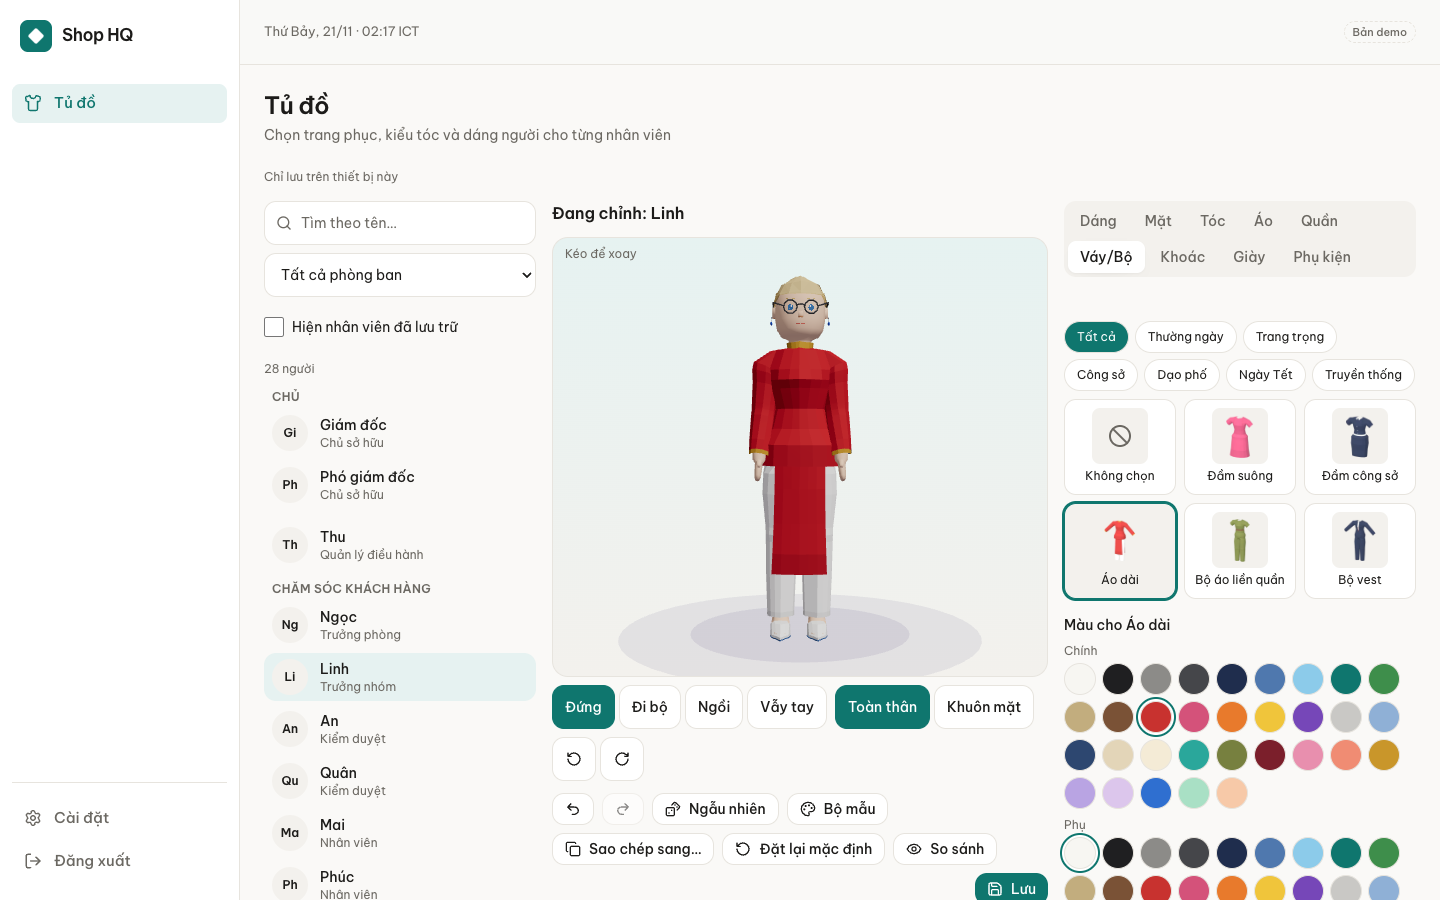 Shop HQ
Tủ đồ
Cài đặt
Đăng xuất
Thứ Bảy, 21/11 · 02:17 ICT
Bản demo
Tủ đồ
Chọn trang phục, kiểu tóc và dáng người cho từng nhân viên
Chỉ lưu trên thiết bị này
Tìm theo tên...
Tất cả phòng ban
Hiện nhân viên đã lưu trữ
28 người
CHỦ
Gi
Giám đốc
Chủ sở hữu
Ph
Phó giám đốc
Chủ sở hữu
Th
Thu
Quản lý điều hành
CHĂM SÓC KHÁCH HÀNG
Ng
Ngọc
Trưởng phòng
Li
Linh
Trưởng nhóm
An
An
Kiểm duyệt
Qu
Quân
Kiểm duyệt
Ma
Mai
Nhân viên
Ph
Phúc
Nhân viên
Đang chỉnh: Linh
Kéo để xoay
Đứng
Đi bộ
Ngồi
Vẫy tay
Toàn thân
Khuôn mặt
Ngẫu nhiên
Bộ mẫu
Sao chép sang...
Đặt lại mặc định
So sánh
Lưu
Dáng
Mặt
Tóc
Áo
Quần
Váy/Bộ
Khoác
Giày
Phụ kiện
Tất cả
Thường ngày
Trang trọng
Công sở
Dạo phố
Ngày Tết
Truyền thống
Không chọn
Đầm suông
Đầm công sở
Áo dài
Bộ áo liền quần
Bộ vest
Màu cho Áo dài
Chính
Phụ